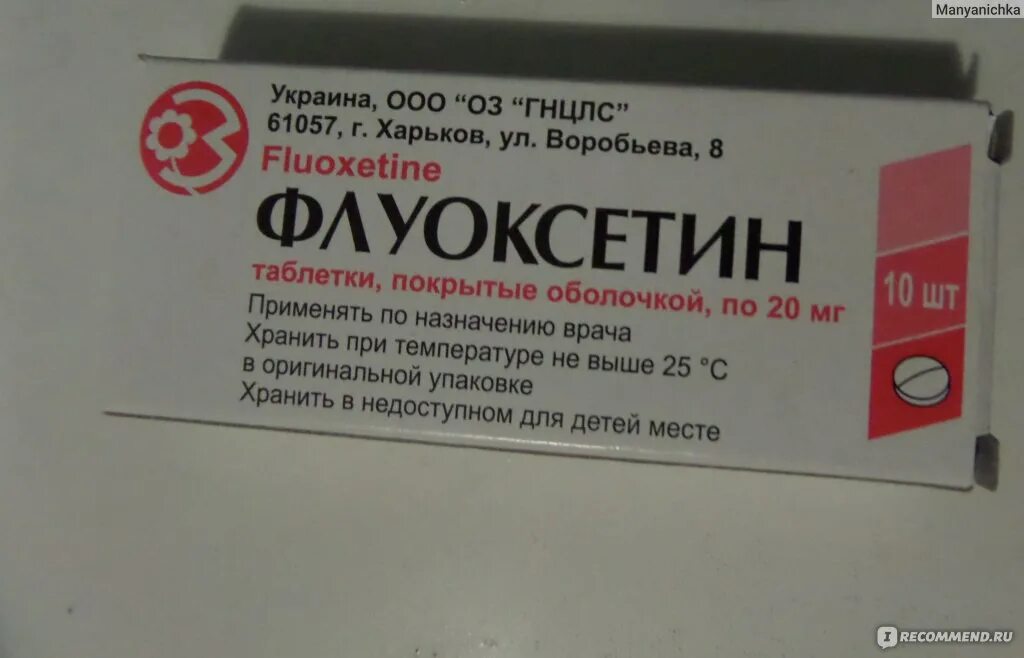 Manyanichka
Украина, ООО “ОЗ “ГНЦЛС”
61057, г. Харьков, ул. Воробьева, 8
Fluoxetine
ФЛУОКСЕТИН
таблетки, покрытые оболочкой, по 20 мг
10 шт
Применять по назначению врача
Хранить при температуре не выше 25 °С
в оригинальной упаковке
Хранить в недоступном для детей месте
I RECOMMEND.RU